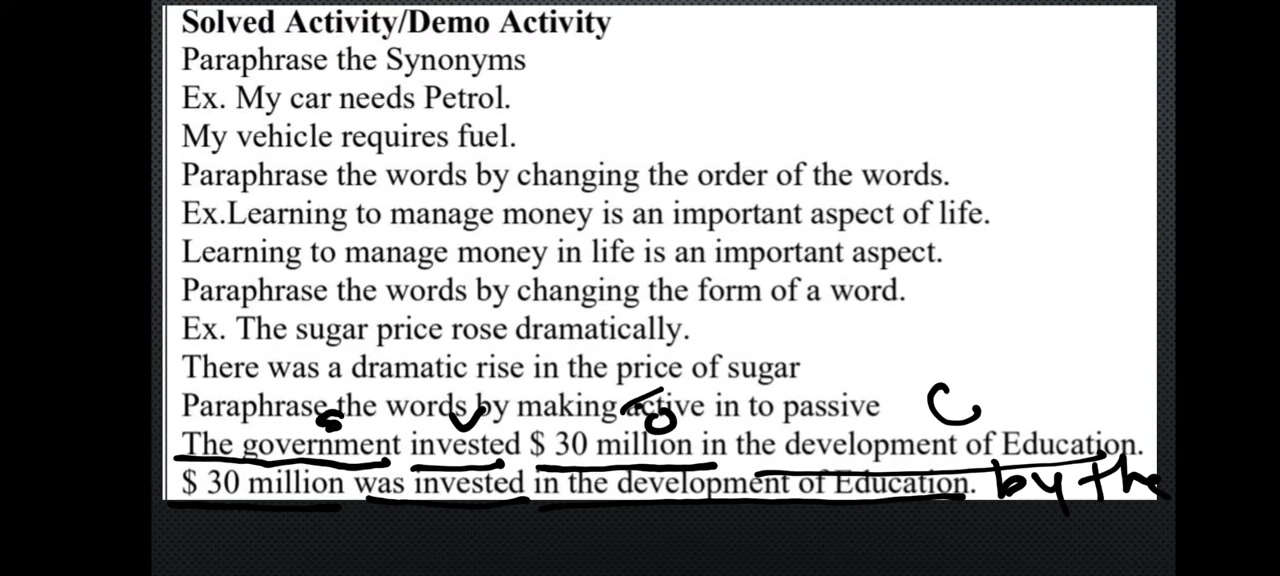 Solved Activity/Demo Activity
Paraphrase the Synonyms
Ex. My car needs Petrol.
My vehicle requires fuel.
Paraphrase the words by changing the order of the words.
Ex.Learning to manage money is an important aspect of life.
Learning to manage money in life is an important aspect.
Paraphrase the words by changing the form of a word.
Ex. The sugar price rose dramatically.
There was a dramatic rise in the price of sugar
Paraphrase the words by making active in to passive
S V O C
The government invested $ 30 million in the development of Education.
$ 30 million was invested in the development of Education. by the